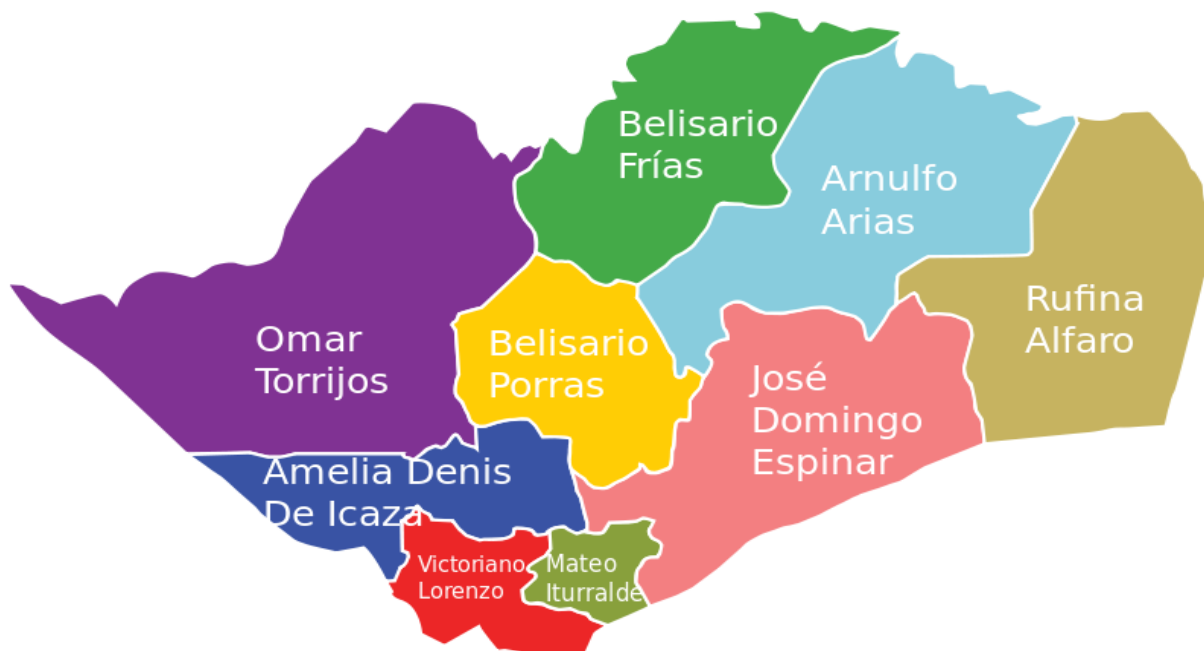 Belisario
Frías
Arnulfo
Arias
Rufina
Alfaro
Omar
Torrijos
Belisario
Porras
José
Domingo
Espinar
Amelia Denis
De Icaza
Victoriano
Lorenzo
Mateo
Iturralde